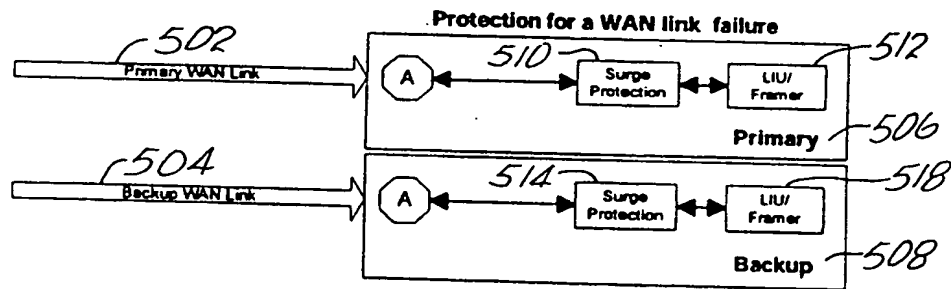 Protection for a WAN link failure
502
Primary WAN Link
A
510
Surge
Protection
512
LIU/
Framer
Primary
506
504
Backup WAN Link
A
514
Surge
Protection
518
LIU/
Framer
Backup
508